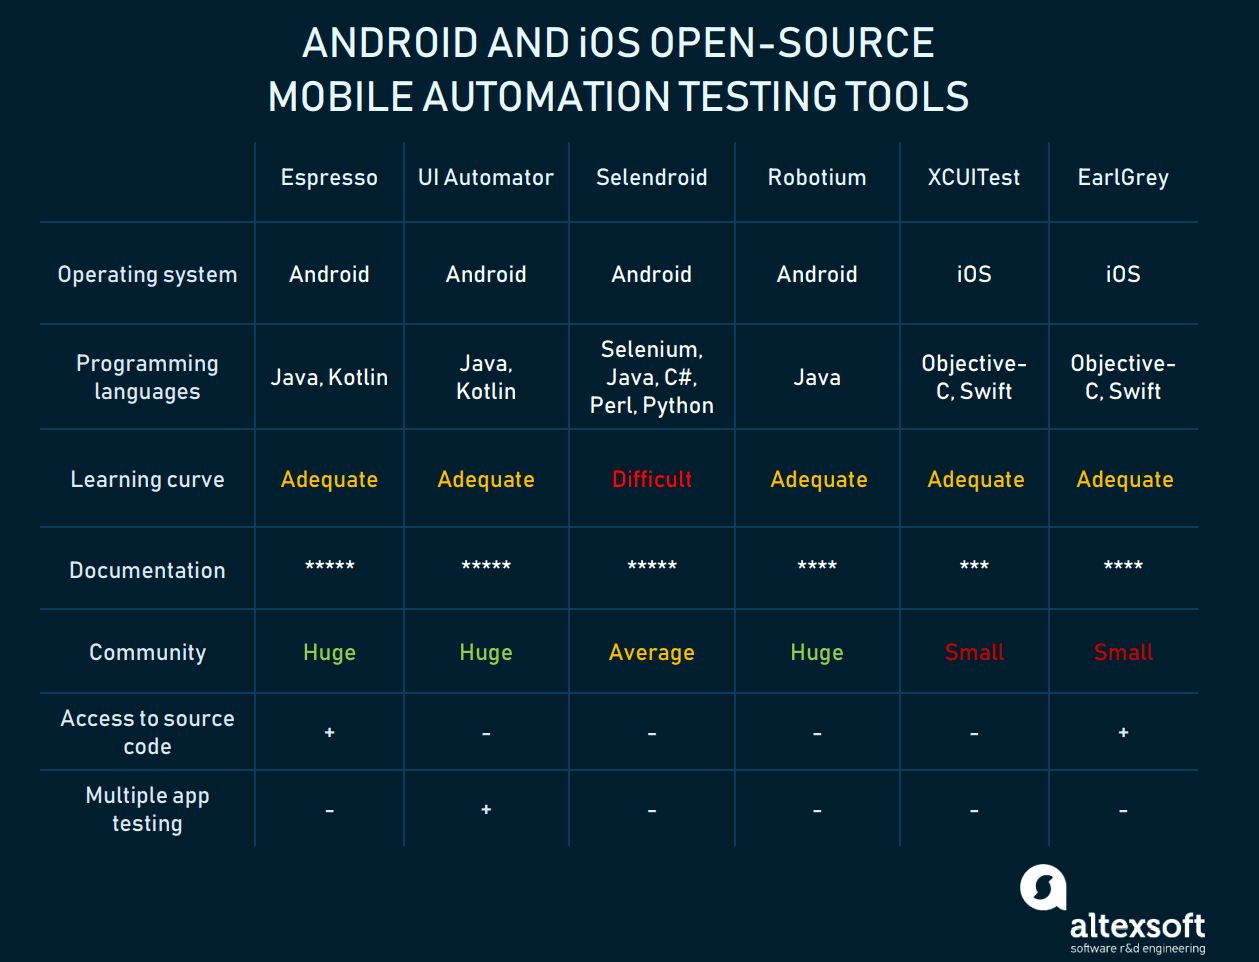 ANDROID AND iOS OPEN-SOURCE
MOBILE AUTOMATION TESTING TOOLS
Espresso UI Automator Selendroid Robotium XCUITest EarlGrey
Operating system Android Android Android Android iOS iOS
Programming languages Java, Kotlin Java, Kotlin Selenium, Java, C#, Perl, Python Java Objective-C, Swift Objective-C, Swift
Learning curve Adequate Adequate Difficult Adequate Adequate Adequate
Documentation ***** ***** ***** **** *** ****
Community Huge Huge Average Huge Small Small
Access to source code + - - - - +
Multiple app testing - + - - - -
altexsoft
software r&d engineering